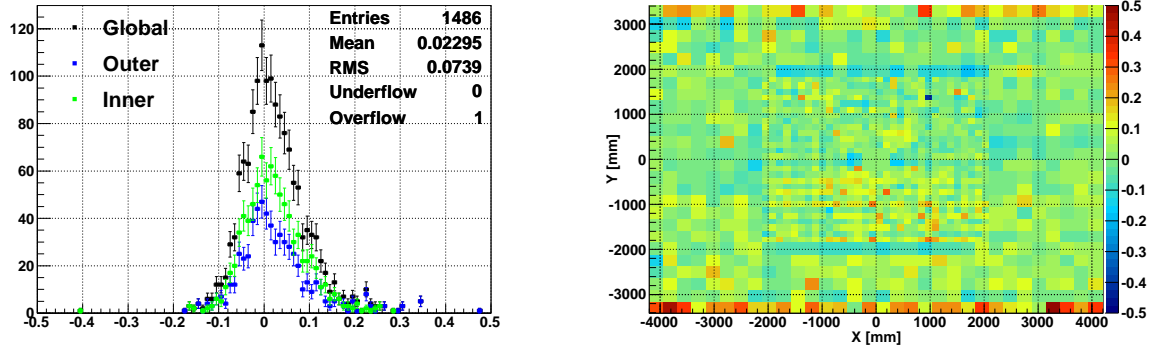 Global
Outer
Inner
Entries 1486
Mean 0.02295
RMS 0.0739
Underflow 0
Overflow 1
120
100
80
60
40
20
0
-0.5 -0.4 -0.3 -0.2 -0.1 0 0.1 0.2 0.3 0.4 0.5
Y [mm]
3000
2000
1000
0
-1000
-2000
-3000
-4000 -3000 -2000 -1000 0 1000 2000 3000 4000
X [mm]
0.5
0.4
0.3
0.2
0.1
0
-0.1
-0.2
-0.3
-0.4
-0.5